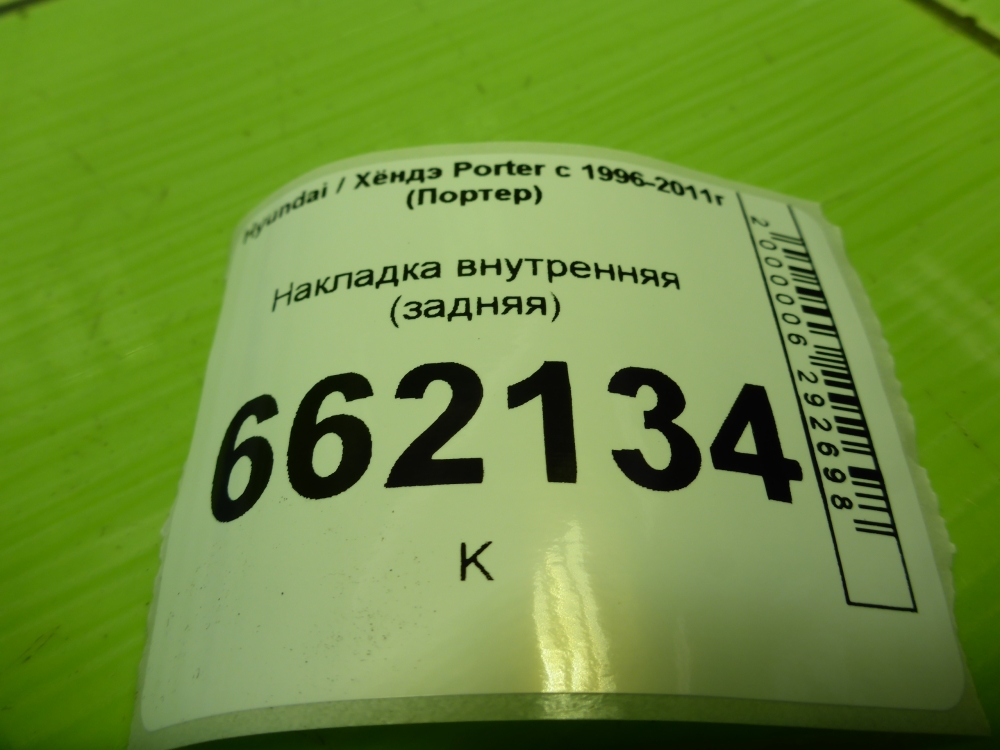 Hyundai / Хёндэ Porter с 1996-2011г
(Портер)
Накладка внутренняя
(задняя)
662134
К
2000006292698